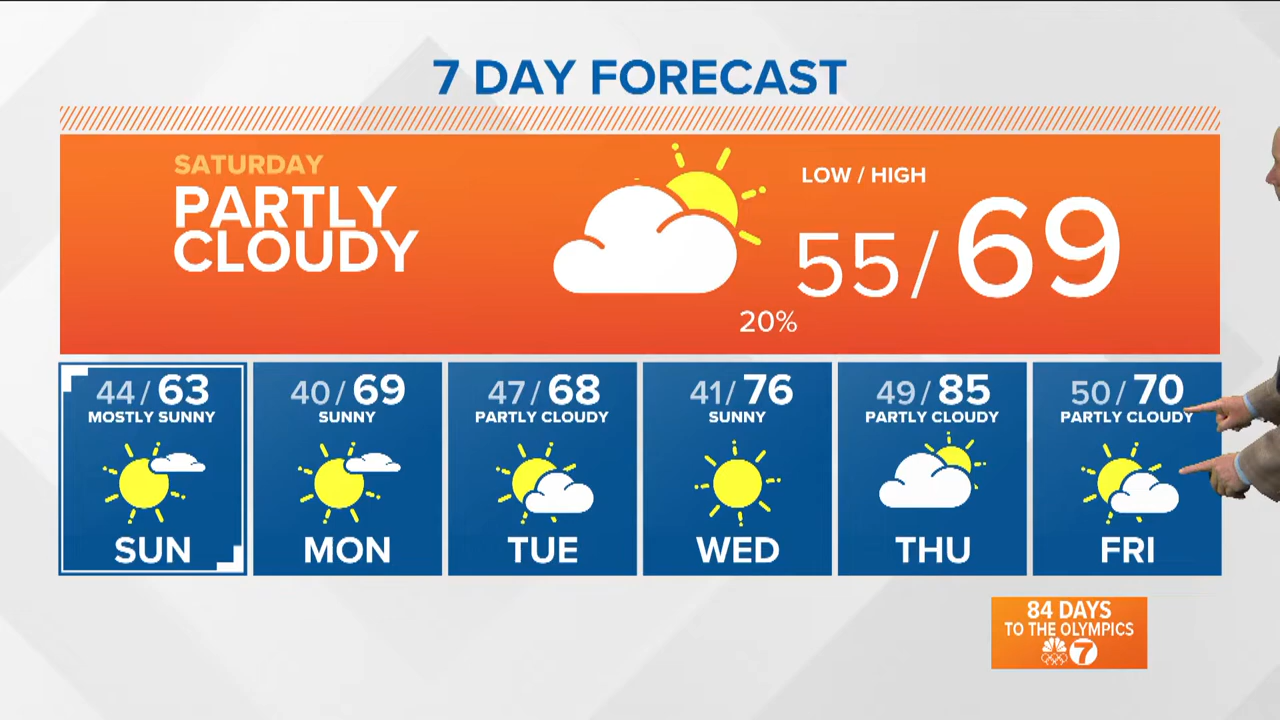 7 DAY FORECAST
SATURDAY
PARTLY
CLOUDY
LOW / HIGH
55/69
20%
44/63
MOSTLY SUNNY
SUN
40/69
SUNNY
MON
47/68
PARTLY CLOUDY
TUE
41/76
SUNNY
WED
49/85
PARTLY CLOUDY
THU
50/70
PARTLY CLOUDY
FRI
84 DAYS
TO THE OLYMPICS
7